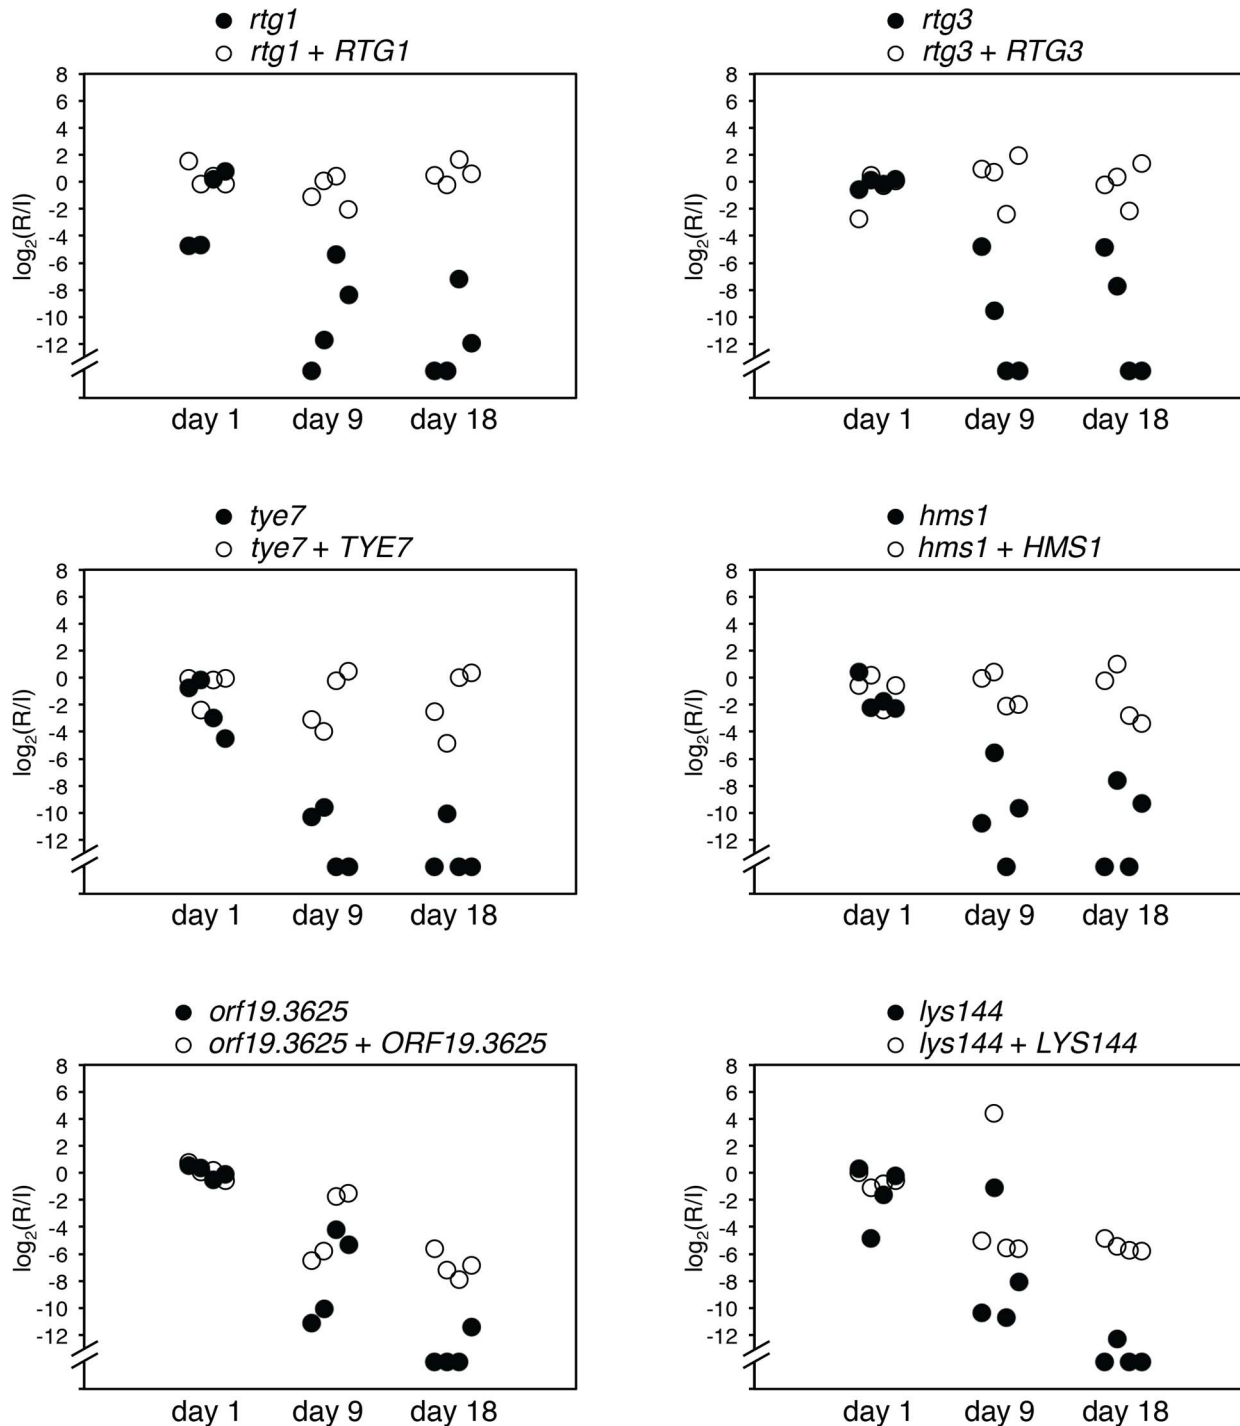 rtg1
rtg1 + RTG1
8
6
4
2
0
-2
-4
-6
-8
-10
-12
log2(R/I)
day 1 day 9 day 18
rtg3
rtg3 + RTG3
8
6
4
2
0
-2
-4
-6
-8
-10
-12
log2(R/I)
day 1 day 9 day 18
tye7
tye7 + TYE7
8
6
4
2
0
-2
-4
-6
-8
-10
-12
log2(R/I)
day 1 day 9 day 18
hms1
hms1 + HMS1
8
6
4
2
0
-2
-4
-6
-8
-10
-12
log2(R/I)
day 1 day 9 day 18
orf19.3625
orf19.3625 + ORF19.3625
8
6
4
2
0
-2
-4
-6
-8
-10
-12
log2(R/I)
day 1 day 9 day 18
lys144
lys144 + LYS144
8
6
4
2
0
-2
-4
-6
-8
-10
-12
log2(R/I)
day 1 day 9 day 18